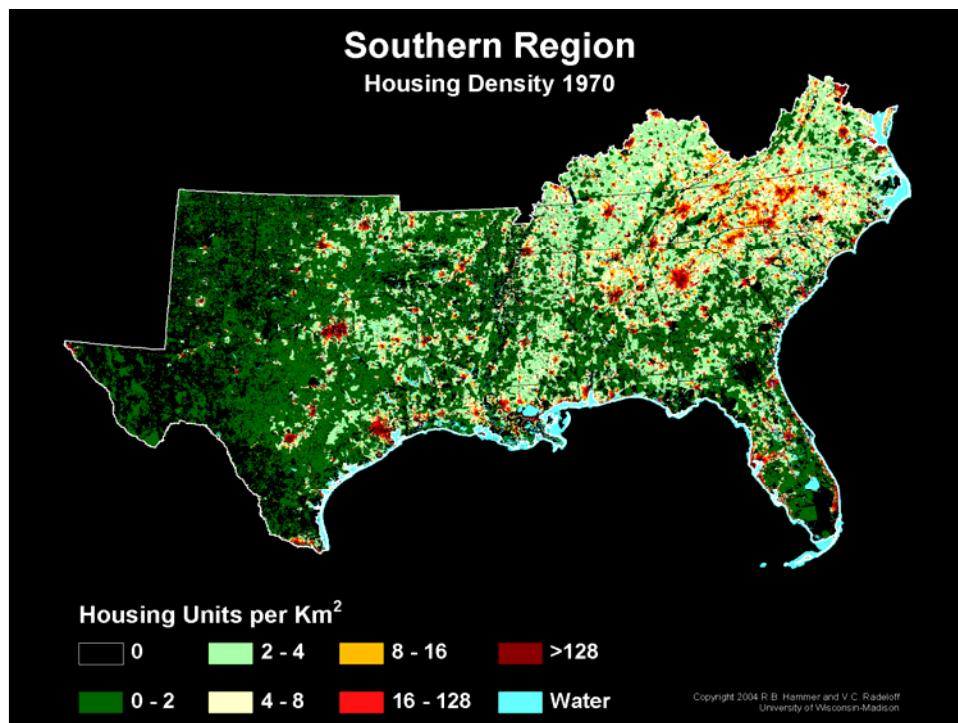 Southern Region
Housing Density 1970
Housing Units per Km²
0
2 - 4
8 - 16
>128
0 - 2
4 - 8
16 - 128
Water
Copyright 2004 R.B. Hammer and V.C. Radeloff
University of Wisconsin-Madison